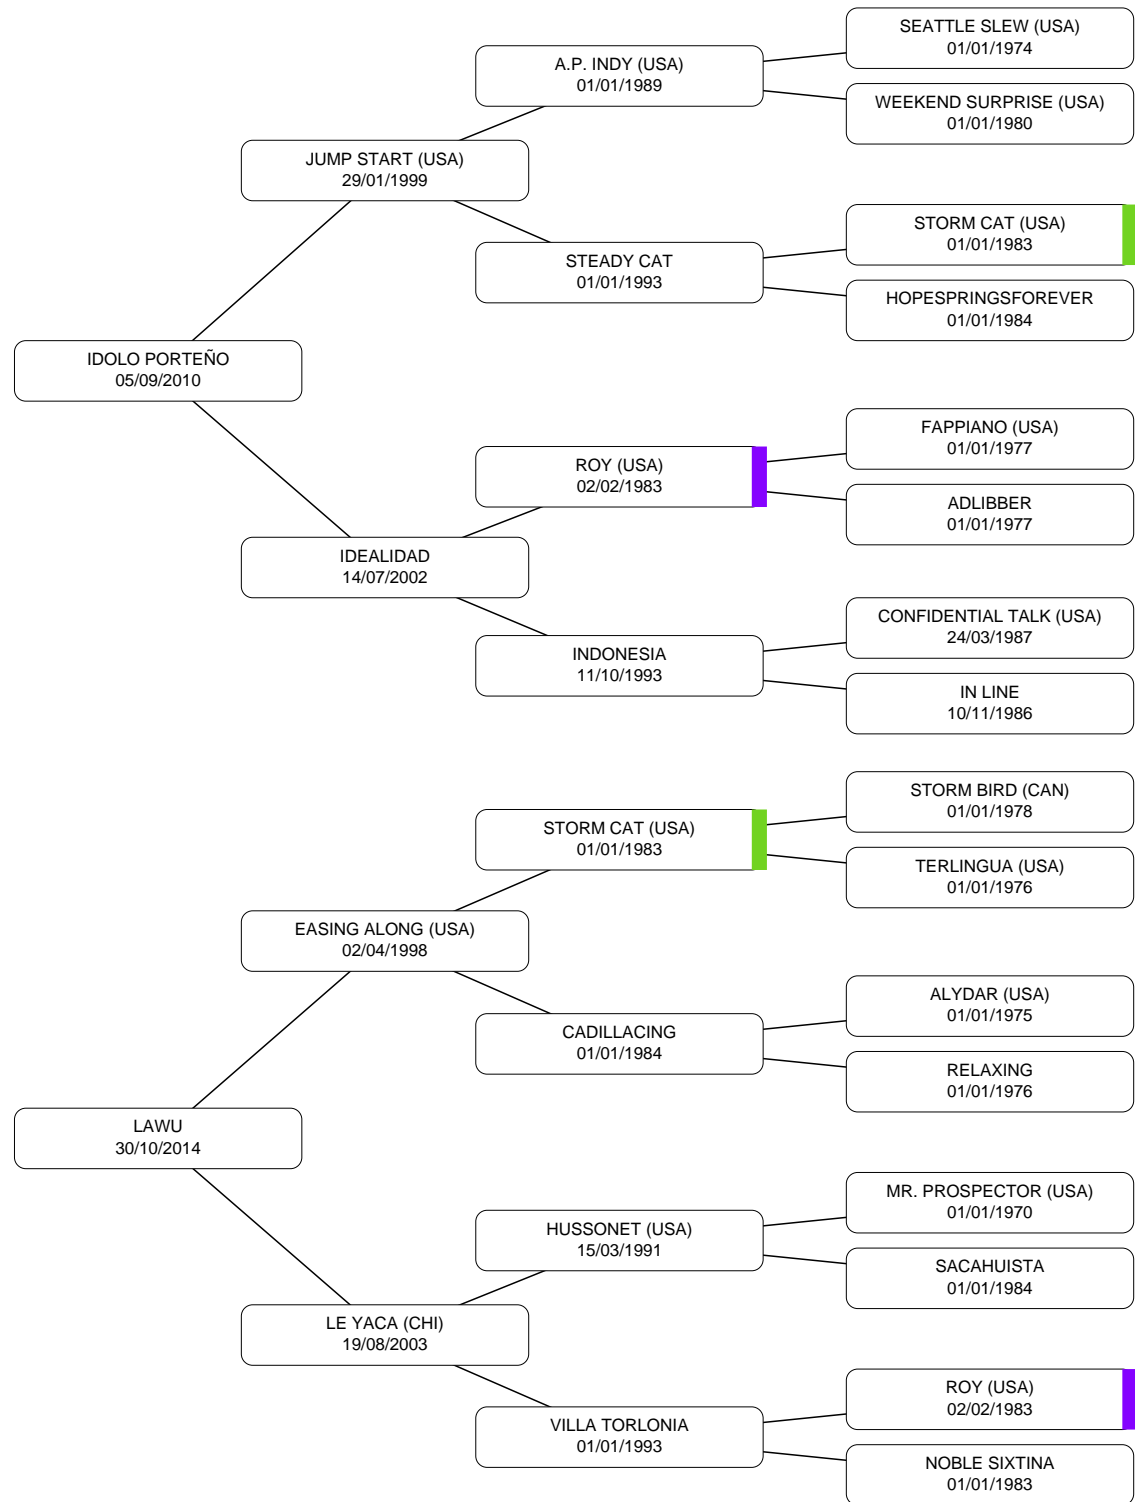 SEATTLE SLEW (USA)
01/01/1974
A.P. INDY (USA)
01/01/1989
WEEKEND SURPRISE (USA)
01/01/1980
JUMP START (USA)
29/01/1999
STORM CAT (USA)
01/01/1983
STEADY CAT
01/01/1993
HOPESPRINGSFOREVER
01/01/1984
IDOLO PORTEÑO
05/09/2010
FAPPIANO (USA)
01/01/1977
ROY (USA)
02/02/1983
ADLIBBER
01/01/1977
IDEALIDAD
14/07/2002
CONFIDENTIAL TALK (USA)
24/03/1987
INDONESIA
11/10/1993
IN LINE
10/11/1986
STORM BIRD (CAN)
01/01/1978
STORM CAT (USA)
01/01/1983
TERLINGUA (USA)
01/01/1976
EASING ALONG (USA)
02/04/1998
ALYDAR (USA)
01/01/1975
CADILLACING
01/01/1984
RELAXING
01/01/1976
LAWU
30/10/2014
MR. PROSPECTOR (USA)
01/01/1970
HUSSONET (USA)
15/03/1991
SACAHUISTA
01/01/1984
LE YACA (CHI)
19/08/2003
ROY (USA)
02/02/1983
VILLA TORLONIA
01/01/1993
NOBLE SIXTINA
01/01/1983